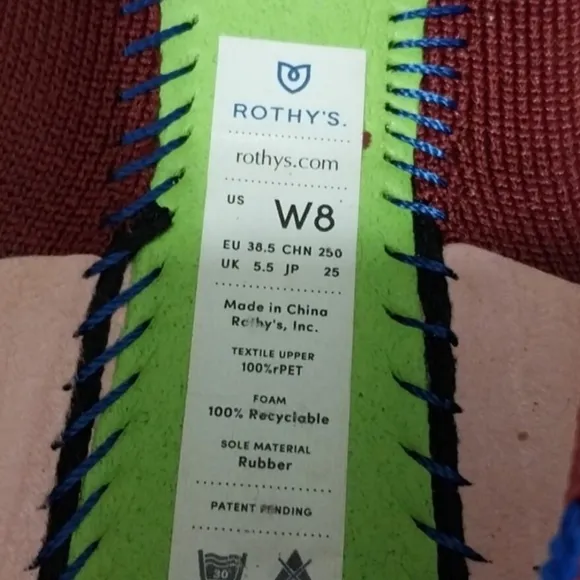 ROTHY'S.
rothys.com
US W8
EU 38.5 CHN 250
UK 5.5 JP 25
Made in China
Rothy's, Inc.
TEXTILE UPPER
100%rPET
FOAM
100% Recyclable
SOLE MATERIAL
Rubber
PATENT PENDING
30°